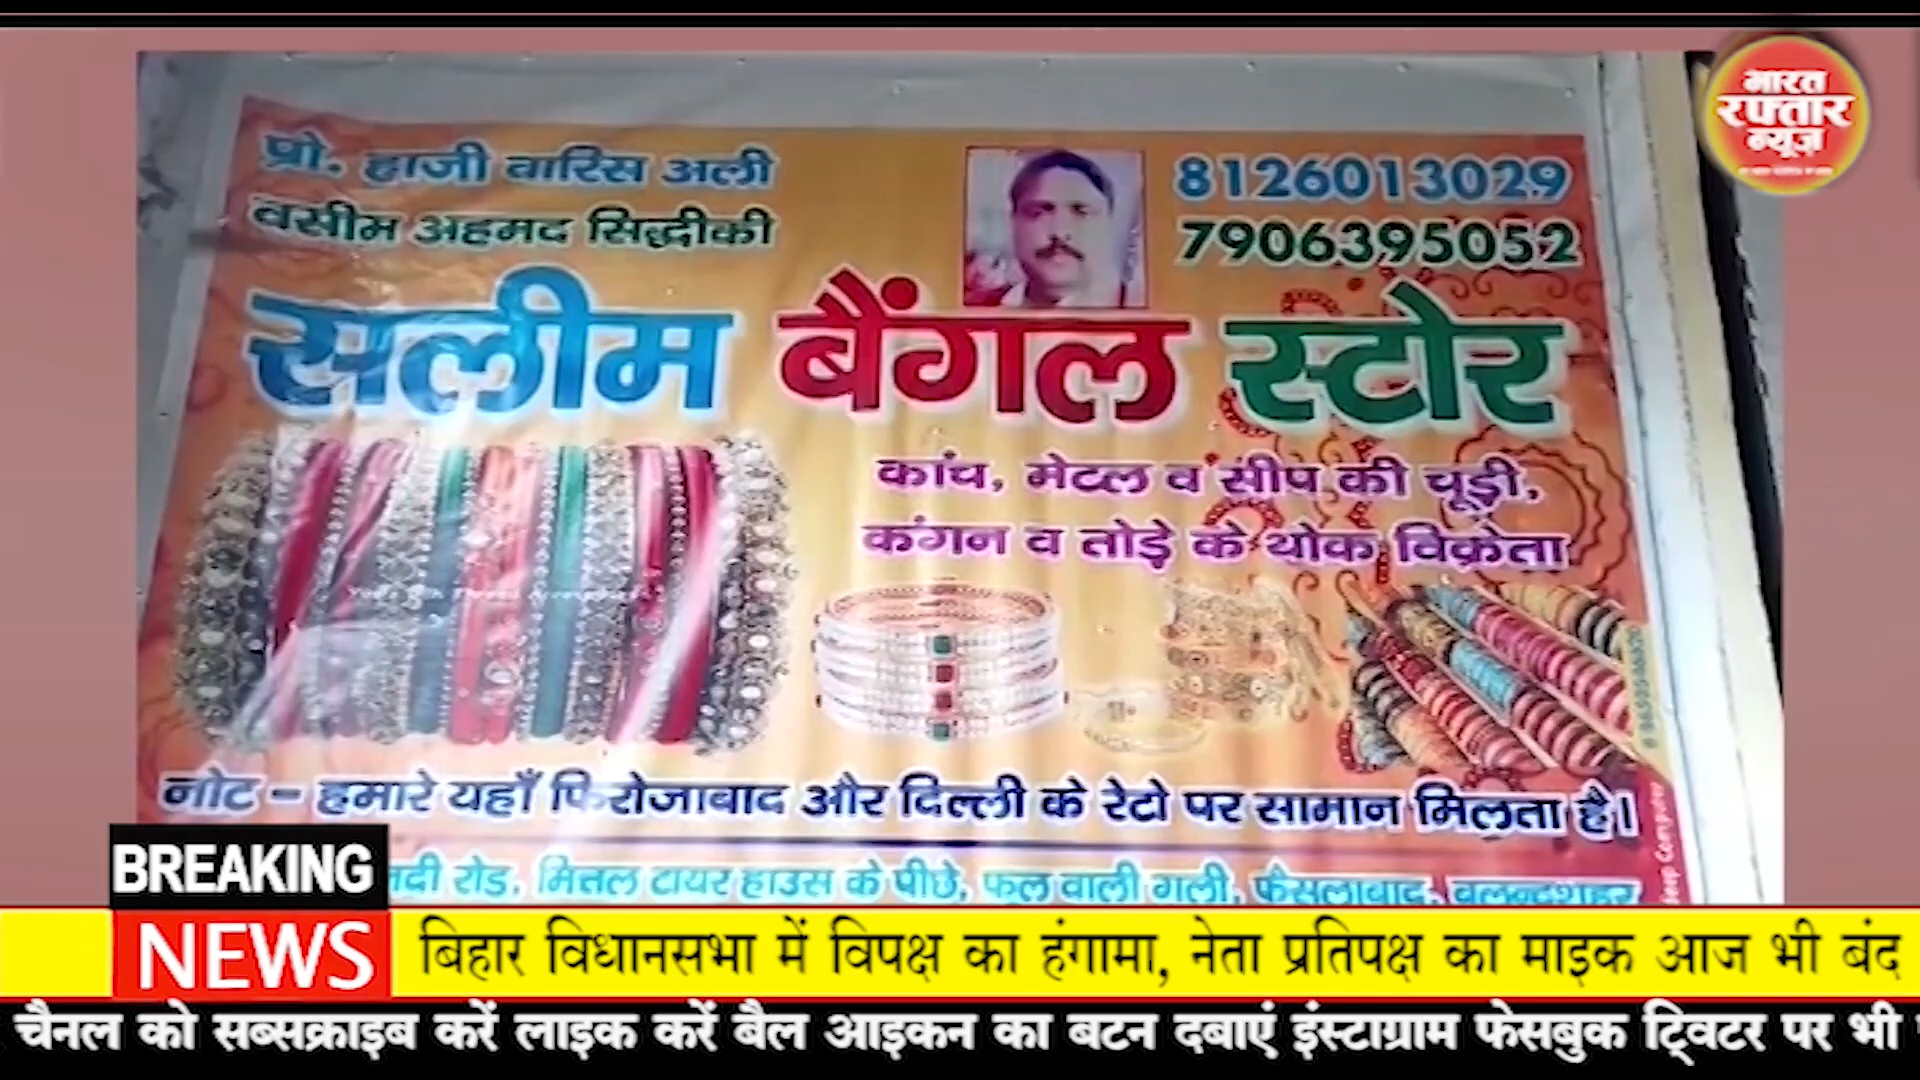 भारत
रफ्तार
न्यूज़
प्रो. हाजी वारिस अली
वसीम अहमद सिद्धीकी
8126013029
7906395052
सलीम बैंगल स्टोर
कांच, मेटल व सीप की चूड़ी,
कंगन व तोड़े के थोक विक्रेता
नोट - हमारे यहाँ फिरोजाबाद और दिल्ली के रेटो पर सामान मिलता है।
रोड, मित्तल टायर हाउस के पीछे, फूल वाली गली, फैसलाबाद, बुलन्दशहर
BREAKING
NEWS
बिहार विधानसभा में विपक्ष का हंगामा, नेता प्रतिपक्ष का माइक आज भी बंद
चैनल को सब्सक्राइब करें लाइक करें बैल आइकन का बटन दबाएं इंस्टाग्राम फेसबुक ट्विटर पर भी